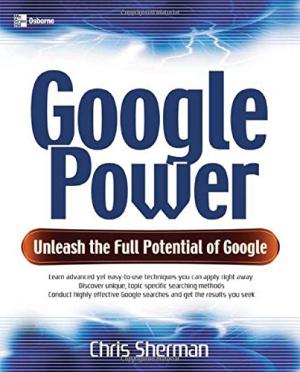 Osborne
Google
Power
Unleash the Full Potential of Google
Learn advanced yet easy-to-use techniques you can apply right away
Discover unique, topic specific searching methods
Conduct highly effective Google searches and get the results you seek
Chris Sherman